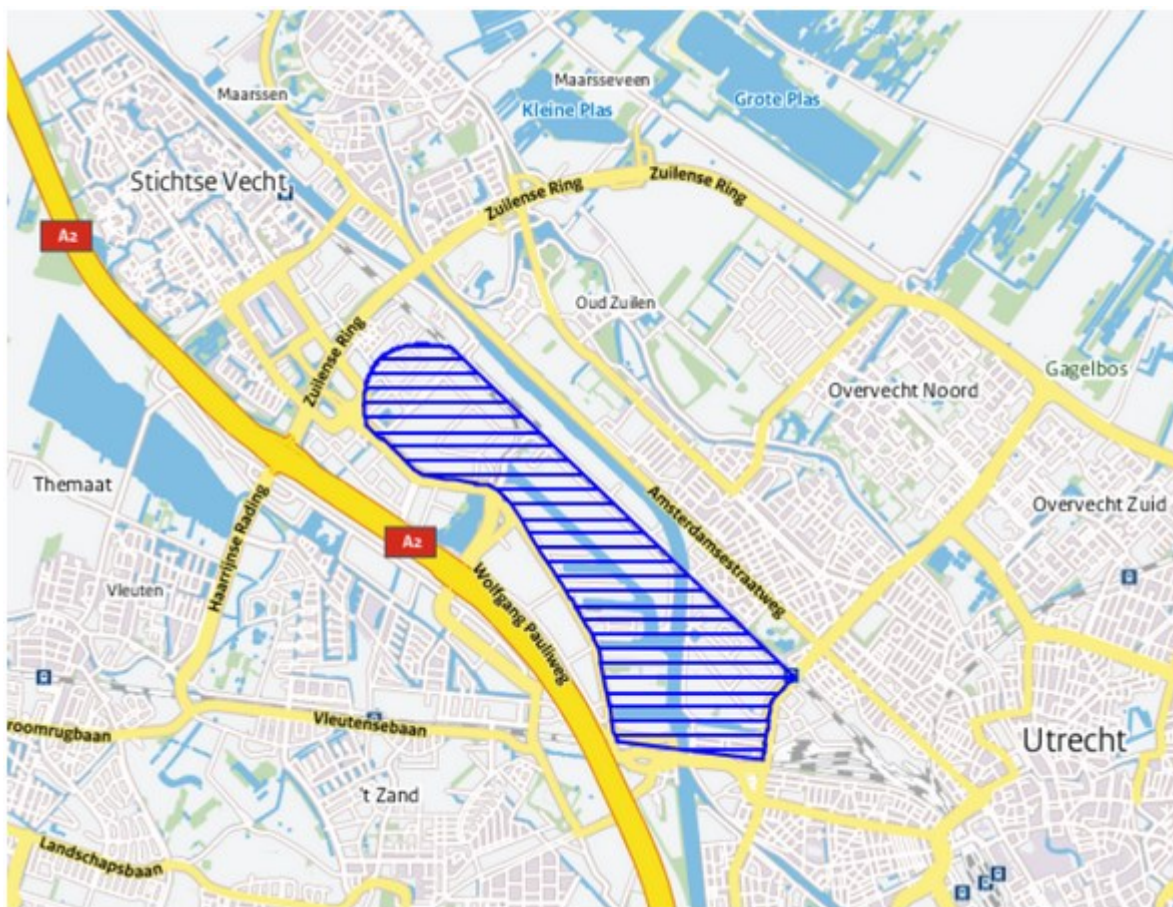 Maarsseveen
Maarssen
Kleine Plas
Grote Plas
Stichtse Vecht
Zuilense Ring
Zuilense Ring
A2
Oud Zuilen
Zuilense Ring
Gagelbos
Overvecht Noord
Themaat
Amsterdamsestraatweg
Overvecht Zuid
A2
Haarrijnse Rading
Vleuten
Wolfgang Pauliweg
roomrugbaan
Vleutensebaan
Utrecht
't Zand
Landschapsbaan